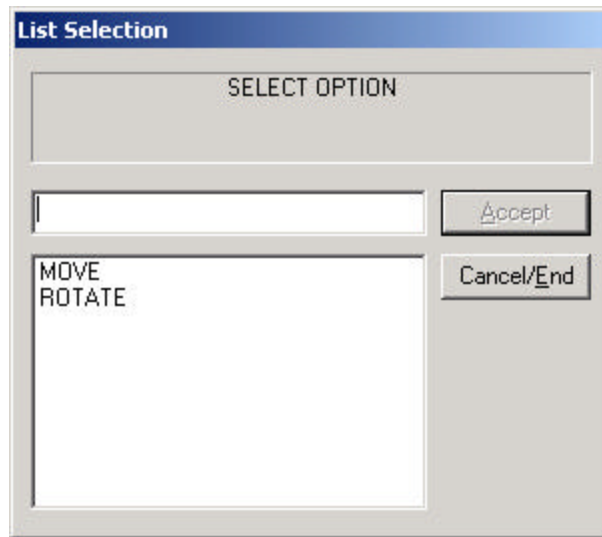 List Selection
SELECT OPTION
Accept
MOVE
ROTATE
Cancel/End